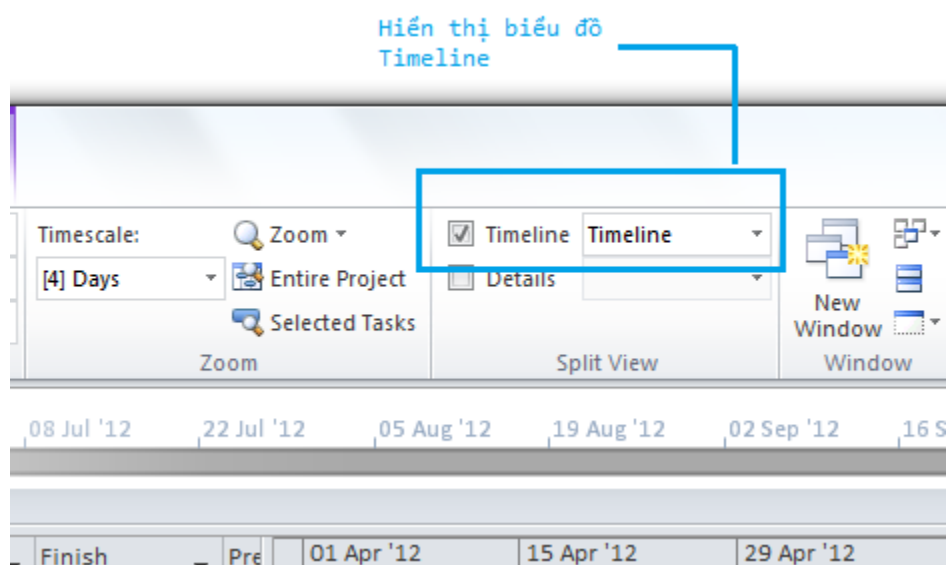 Hiển thị biểu đồ
Timeline
Timescale:
Zoom
Timeline
Timeline
[4] Days
Entire Project
Details
Selected Tasks
New
Window
Zoom
Split View
Window
08 Jul '12
22 Jul '12
05 Aug '12
19 Aug '12
02 Sep '12
16 S
Finish
Pre
01 Apr '12
15 Apr '12
29 Apr '12